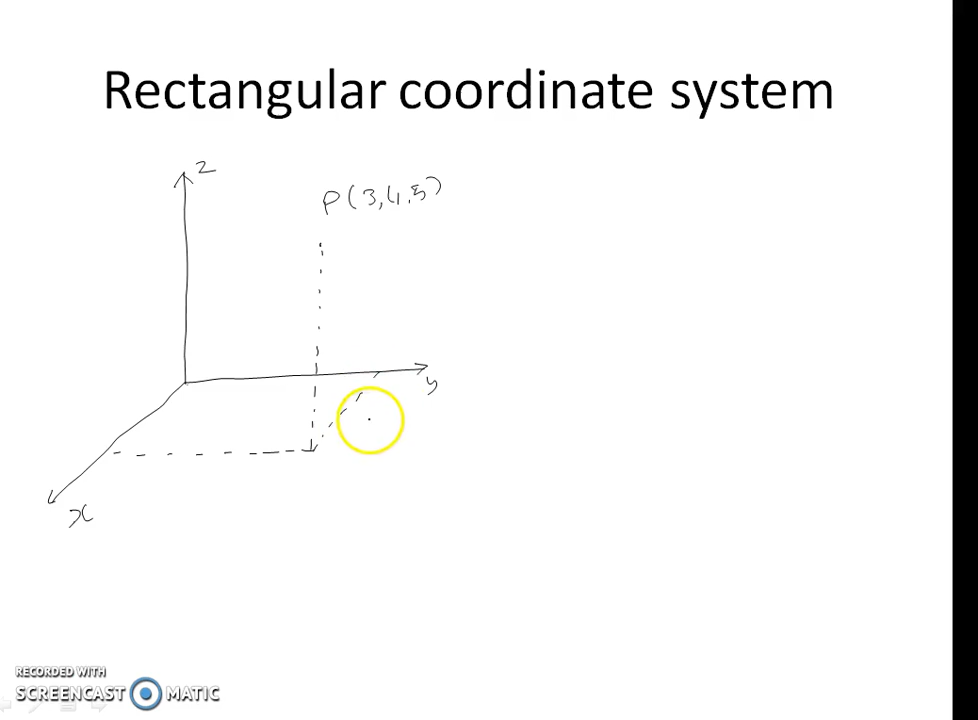 Rectangular coordinate system
z
P(3,4,5)
y
x
RECORDED WITH
SCREENCAST MATIC